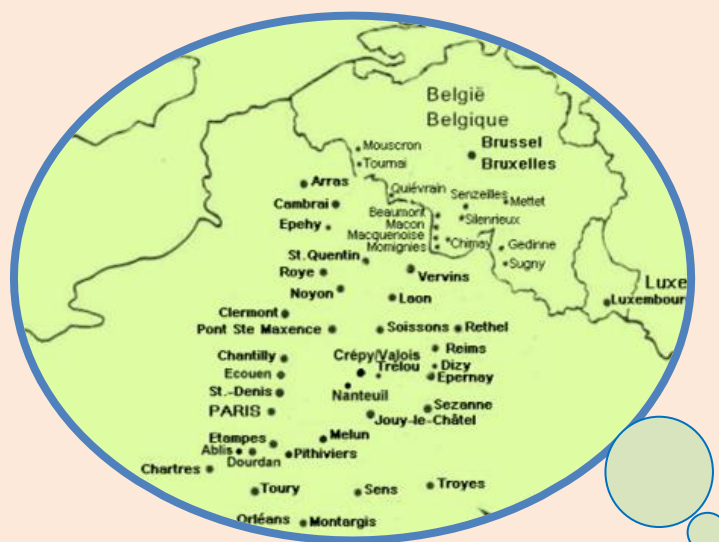 België
Belgique
Brussel
Bruxelles
Mouscron
Tournai
Arras
Quiévrain
Senzeilles
Mettet
Cambrai
Beaumont
Silenrieux
Epehy
Macon
Macquenoise
Chimay
Momignies
Gedinne
St.Quentin
Sugny
Roye
Vervins
Luxe
Noyon
Laon
Luxembour
Clermont
Pont Ste Maxence
Soissons
Rethel
Reims
Chantilly
Crépy/Valois
Trélou
Dizy
Ecouen
Epernay
St.-Denis
Nanteuil
PARIS
Sezanne
Jouy-le-Châtel
Etampes
Melun
Ablis
Dourdan
Pithiviers
Chartres
Toury
Sens
Troyes
Orléans
Montargis